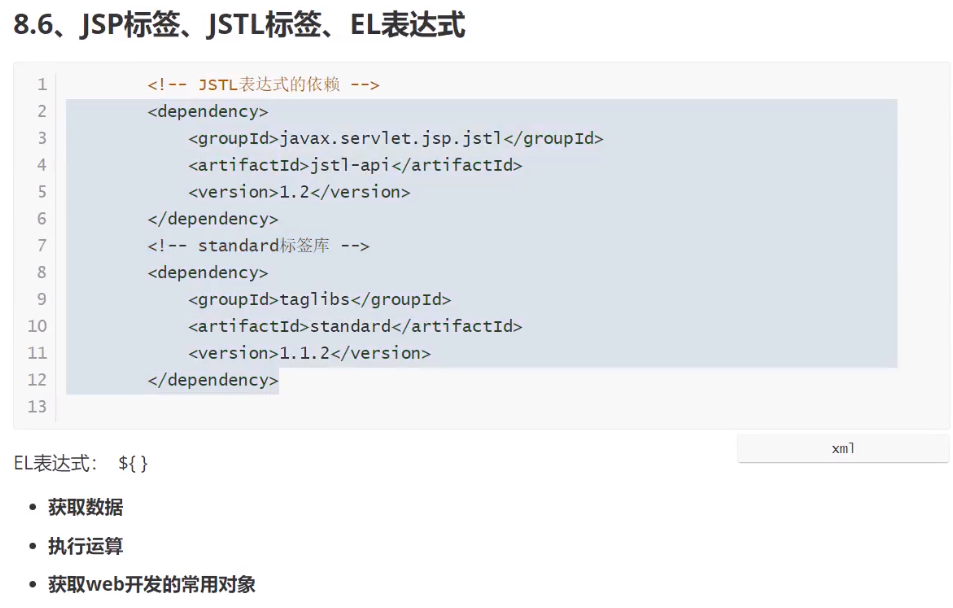 8.6、JSP标签、JSTL标签、EL表达式
1 <!-- JSTL表达式的依赖 -->
2 <dependency>
3 <groupId>javax.servlet.jsp.jstl</groupId>
4 <artifactId>jstl-api</artifactId>
5 <version>1.2</version>
6 </dependency>
7 <!-- standard标签库 -->
8 <dependency>
9 <groupId>taglibs</groupId>
10 <artifactId>standard</artifactId>
11 <version>1.1.2</version>
12 </dependency>
13
xml
EL表达式： ${ }
• 获取数据
• 执行运算
• 获取web开发的常用对象